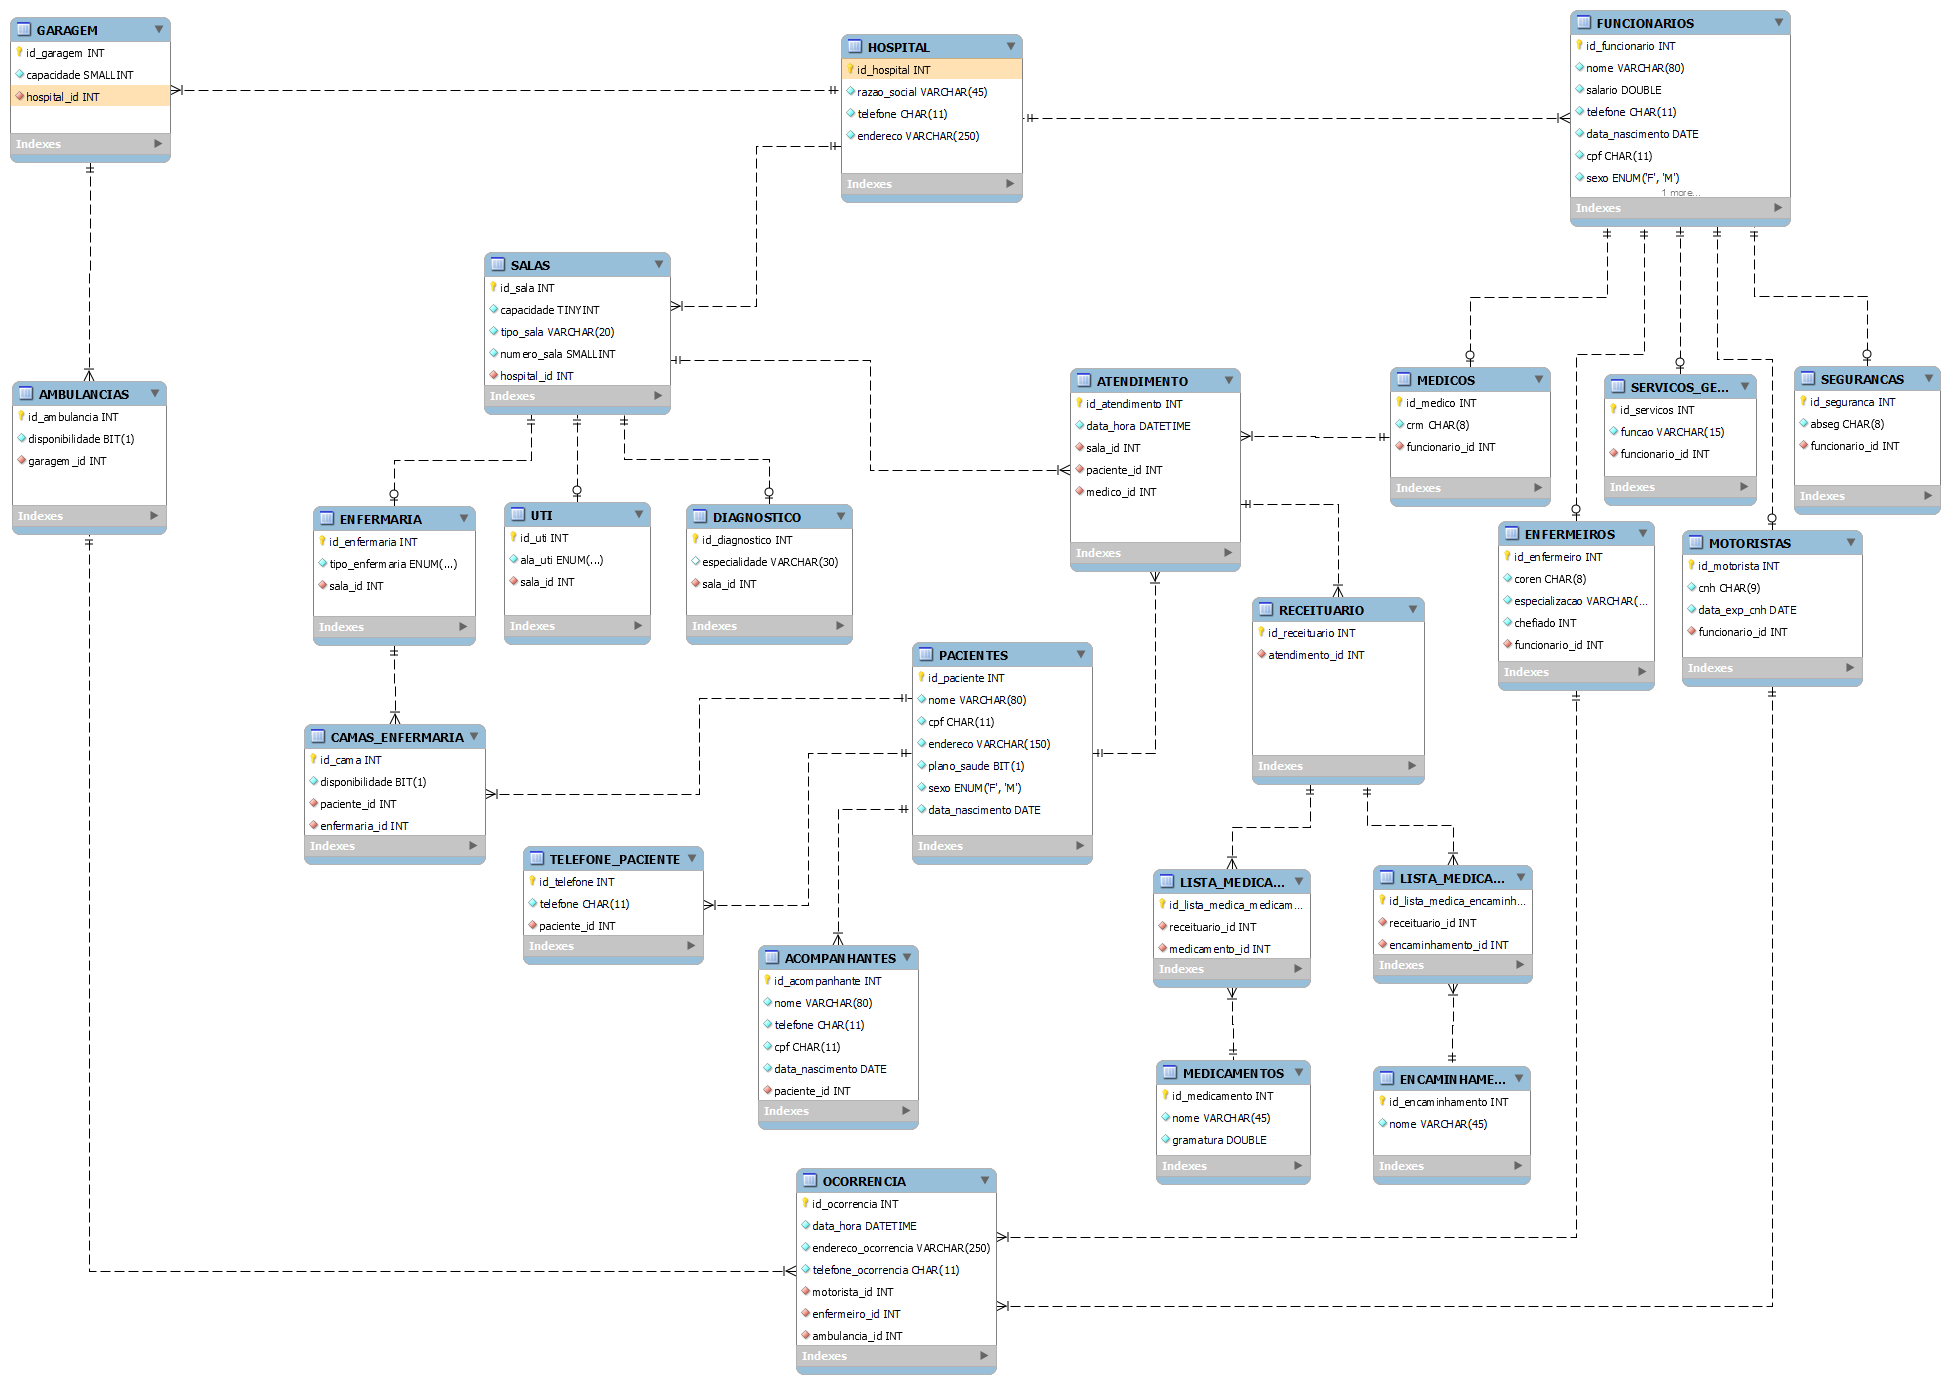 GARAGEM
id_garagem INT
capacidade SMALLINT
hospital_id INT
Indexes
HOSPITAL
id_hospital INT
razao_social VARCHAR(45)
telefone CHAR(11)
endereco VARCHAR(250)
Indexes
FUNCIONARIOS
id_funcionario INT
nome VARCHAR(80)
salario DOUBLE
telefone CHAR(11)
data_nascimento DATE
cpf CHAR(11)
sexo ENUM('F', 'M')
1 more...
Indexes
SALAS
id_sala INT
capacidade TINYINT
tipo_sala VARCHAR(20)
numero_sala SMALLINT
hospital_id INT
Indexes
AMBULANCIAS
id_ambulancia INT
disponibilidade BIT(1)
garagem_id INT
Indexes
ATENDIMENTO
id_atendimento INT
data_hora DATETIME
sala_id INT
paciente_id INT
medico_id INT
Indexes
MEDICOS
id_medico INT
crm CHAR(8)
funcionario_id INT
Indexes
SERVICOS_GE...
id_servicos INT
funcao VARCHAR(15)
funcionario_id INT
Indexes
SEGURANCAS
id_seguranca INT
abseg CHAR(8)
funcionario_id INT
Indexes
ENFERMARIA
id_enfermaria INT
tipo_enfermaria ENUM(...)
sala_id INT
Indexes
UTI
id_uti INT
ala_uti ENUM(...)
sala_id INT
Indexes
DIAGNOSTICO
id_diagnostico INT
especialidade VARCHAR(30)
sala_id INT
Indexes
ENFERMEIROS
id_enfermeiro INT
coren CHAR(8)
especializacao VARCHAR(...
chefiado INT
funcionario_id INT
Indexes
MOTORISTAS
id_motorista INT
cnh CHAR(9)
data_exp_cnh DATE
funcionario_id INT
Indexes
RECEITUARIO
id_receituario INT
atendimento_id INT
Indexes
PACIENTES
id_paciente INT
nome VARCHAR(80)
cpf CHAR(11)
endereco VARCHAR(150)
plano_saude BIT(1)
sexo ENUM('F', 'M')
data_nascimento DATE
Indexes
CAMAS_ENFERMARIA
id_cama INT
disponibilidade BIT(1)
paciente_id INT
enfermaria_id INT
Indexes
TELEFONE_PACIENTE
id_telefone INT
telefone CHAR(11)
paciente_id INT
Indexes
ACOMPANHANTES
id_acompanhante INT
nome VARCHAR(80)
telefone CHAR(11)
cpf CHAR(11)
data_nascimento DATE
paciente_id INT
Indexes
LISTA_MEDICA...
id_lista_medica_medicam...
receituario_id INT
medicamento_id INT
Indexes
LISTA_MEDICA...
id_lista_medica_encaminh...
receituario_id INT
encaminhamento_id INT
Indexes
MEDICAMENTOS
id_medicamento INT
nome VARCHAR(45)
gramatura DOUBLE
Indexes
ENCAMINHAME...
id_encaminhamento INT
nome VARCHAR(45)
Indexes
OCORRENCIA
id_ocorrencia INT
data_hora DATETIME
endereco_ocorrencia VARCHAR(250)
telefone_ocorrencia CHAR(11)
motorista_id INT
enfermeiro_id INT
ambulancia_id INT
Indexes